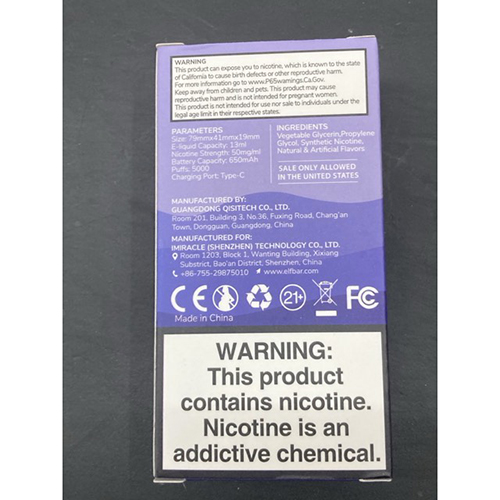 WARNING
This product can expose you to nicotine, which is known to the state
of California to cause birth defects or other reproductive harm.
For more information go to www.P65warnings.Ca.Gov.
Keep away from children and pets. This Product may cause
reproductive harm and is not intended for pregnant women.
This product is not intended for use nor sale to individuals under the
legal age limit in their respective states.
PARAMETERS
Size: 79mmx41mmx19mm
E-liquid Capacity: 13ml
Nicotine Strength: 50mg/ml
Battery Capacity: 650mAh
Puffs: 5000
Charging Port: Type-C
INGREDIENTS
Vegetable Glycerin,Propylene
Glycol, Synthetic Nicotine,
Natural & Artificial Flavors
SALE ONLY ALLOWED
IN THE UNITED STATES
MANUFACTURED BY:
GUANGDONG QISITECH CO., LTD.
Room 201, Building 3, No.36, Fuxing Road, Chang'an
Town, Dongguan, Guangdong, China
MANUFACTURED FOR:
IMIRACLE (SHENZHEN) TECHNOLOGY CO., LTD.
Room 1203, Block 1, Wanting Building, Xixiang
Substrict, Bao'an District, Shenzhen, China
+86-755-29875010 www.elfbar.com
CE 21+ FC
Made in China
WARNING:
This product
contains nicotine.
Nicotine is an
addictive chemical.